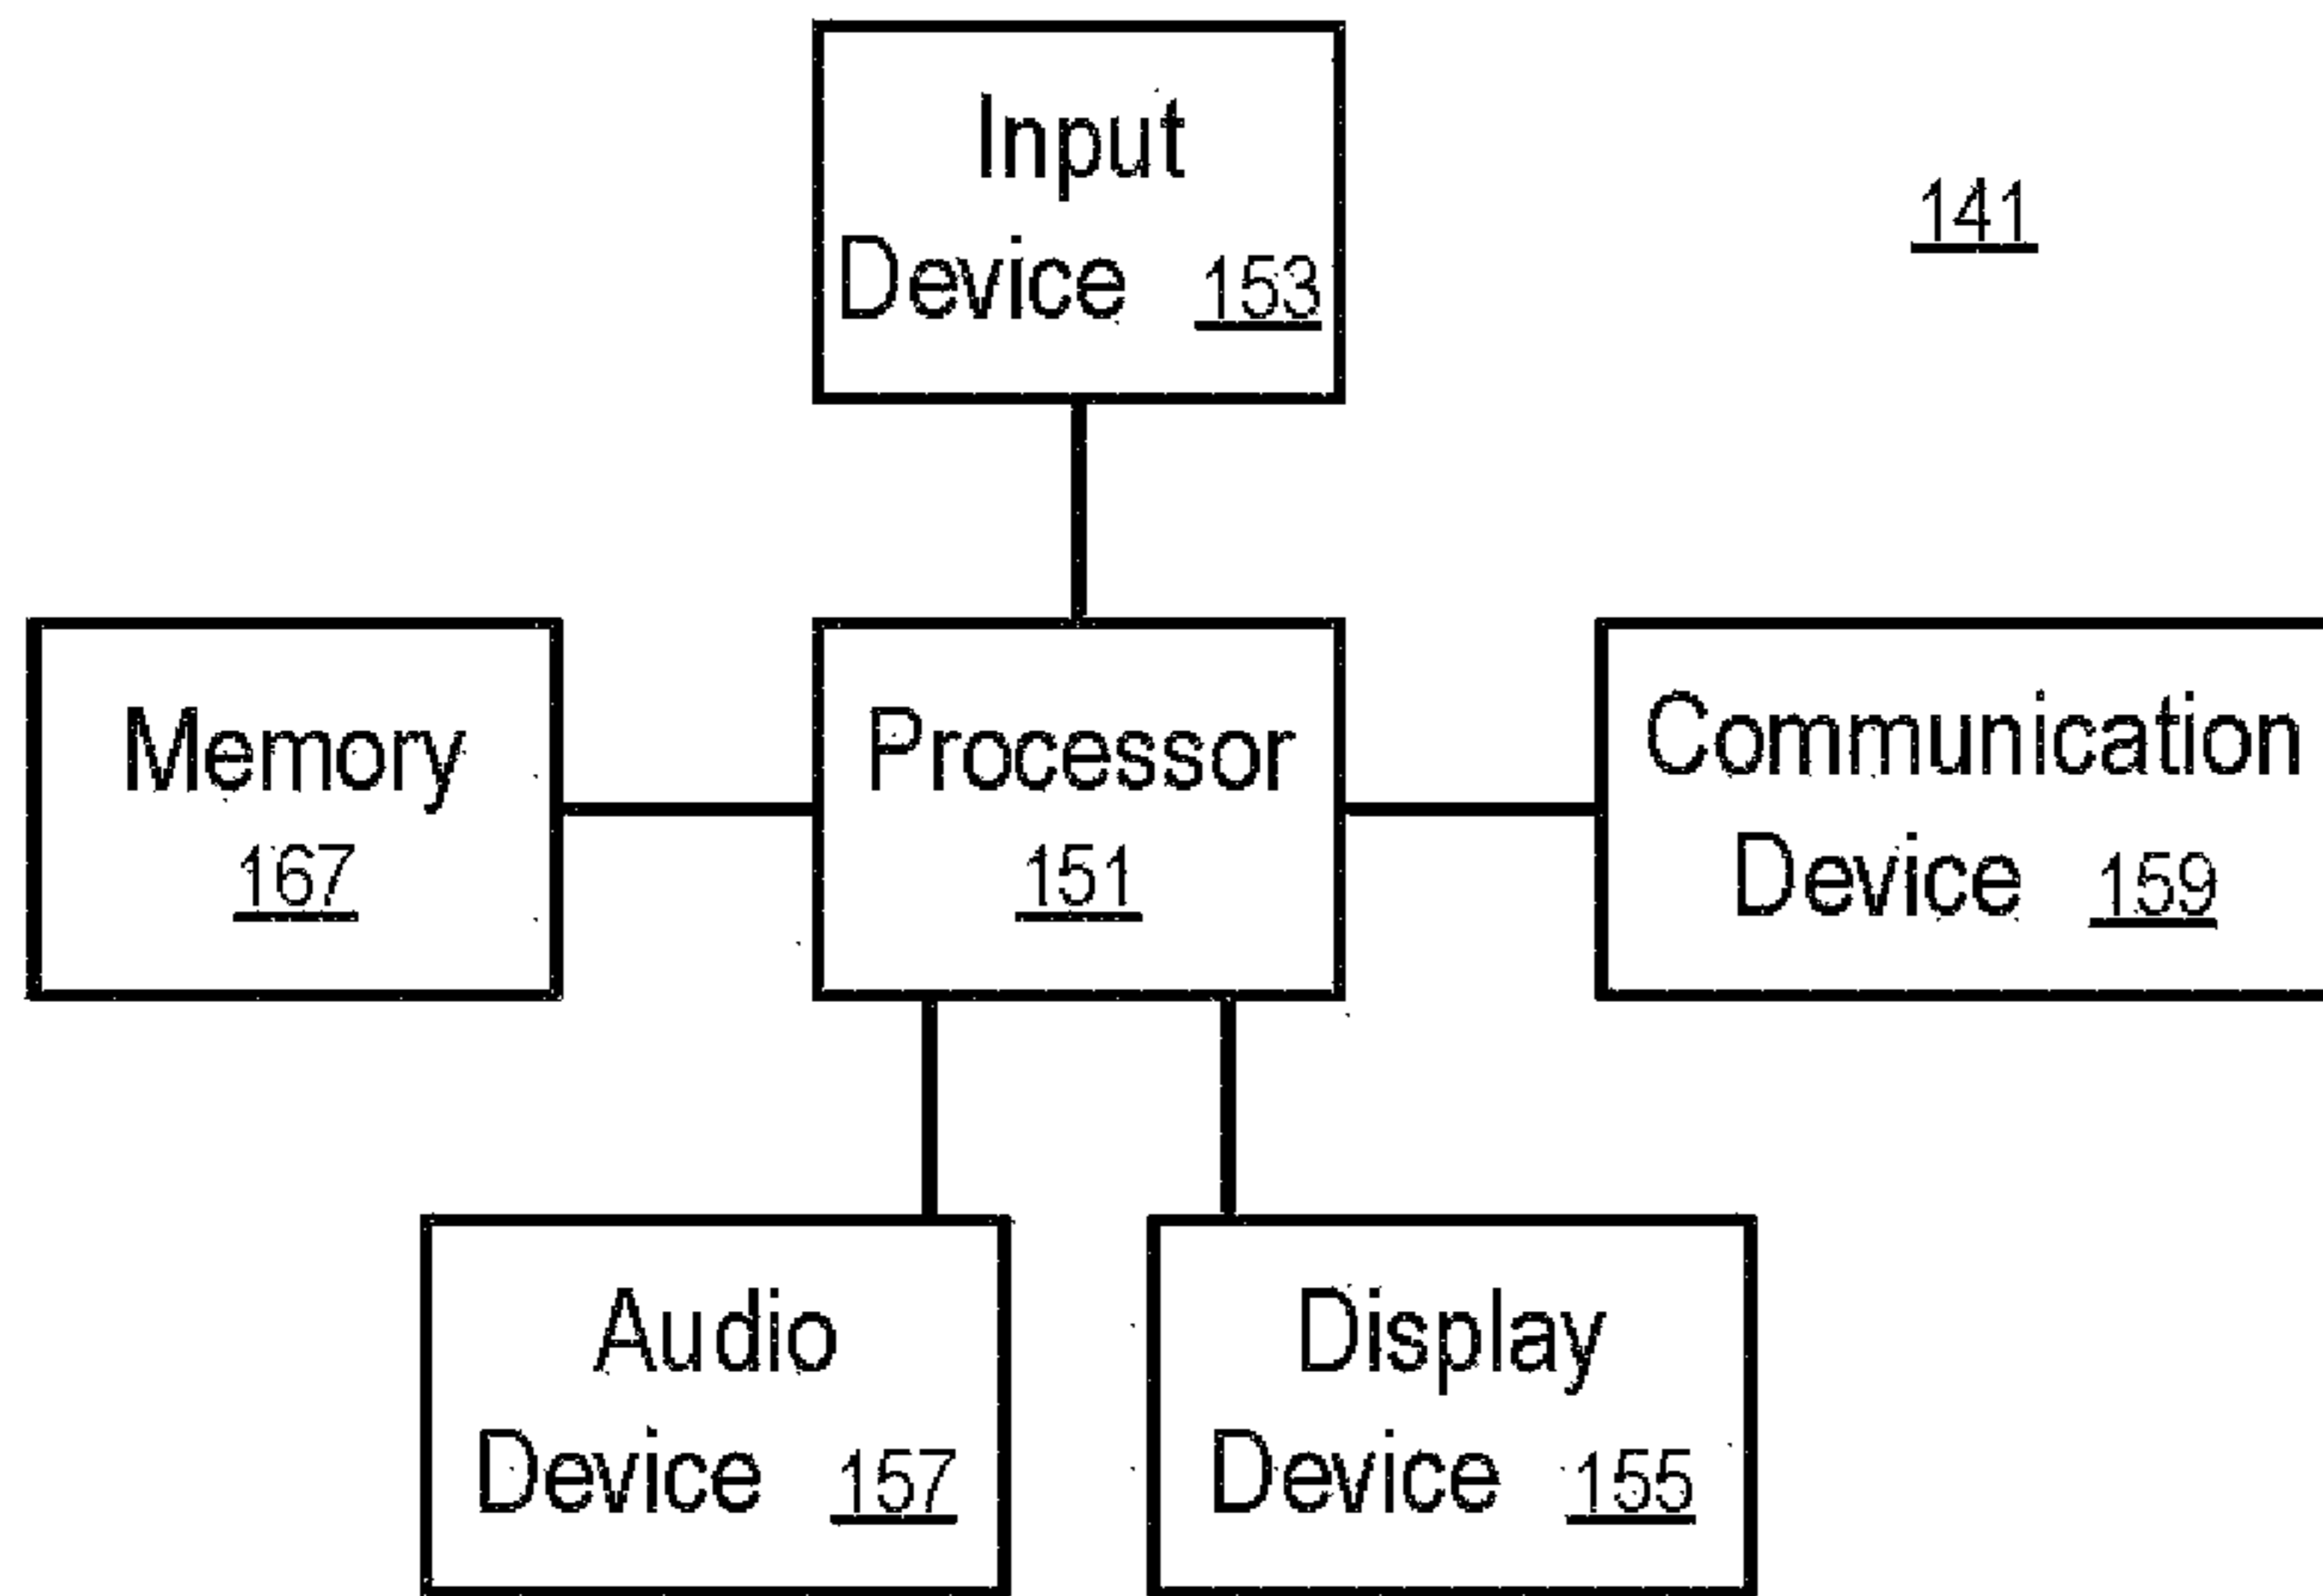 Input
Device 153
141
Memory
167
Processor
151
Communication
Device 159
Audio
Device 157
Display
Device 155